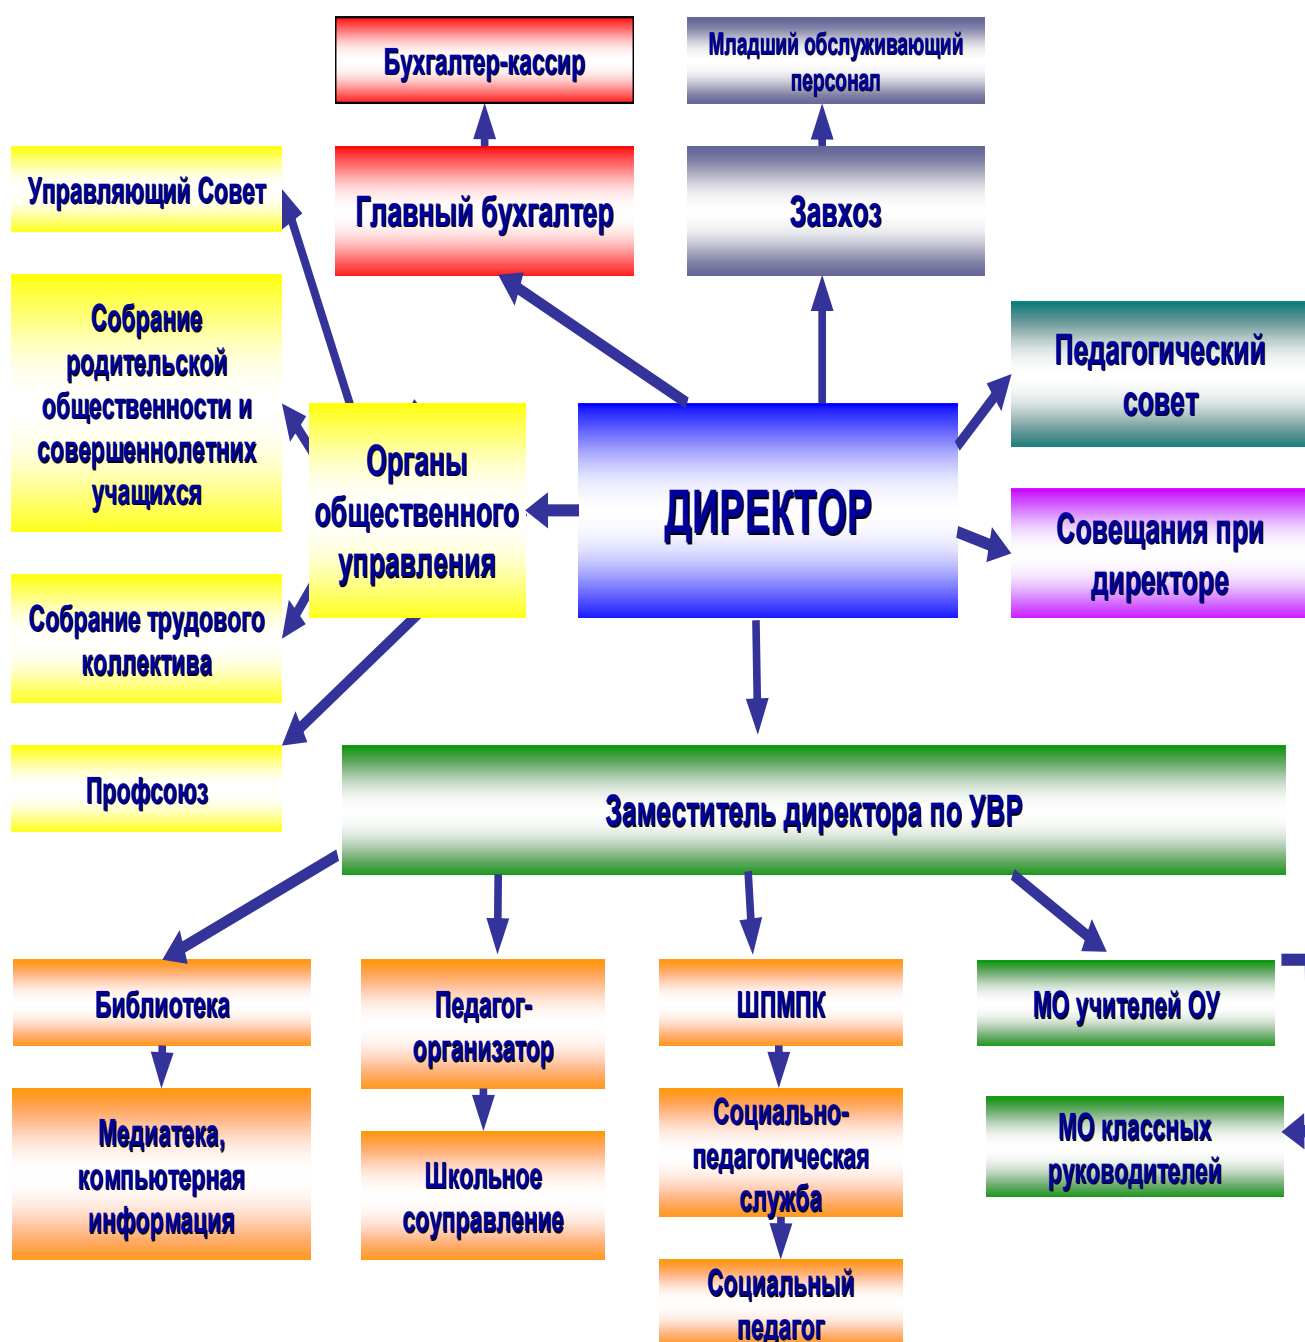 Бухгалтер-кассир
Младший обслуживающий
персонал
Управляющий Совет
Главный бухгалтер
Завхоз
Собрание
родительской
общественности и
совершеннолетних
учащихся
Педагогический
совет
Органы
общественного
управления
ДИРЕКТОР
Совещания при
директоре
Собрание трудового
коллектива
Профсоюз
Заместитель директора по УВР
Библиотека
Педагог-
организатор
ШПМПК
МО учителей ОУ
Медиатека,
компьютерная
информация
Школьное
соуправление
Социально-
педагогическая
служба
МО классных
руководителей
Социальный
педагог